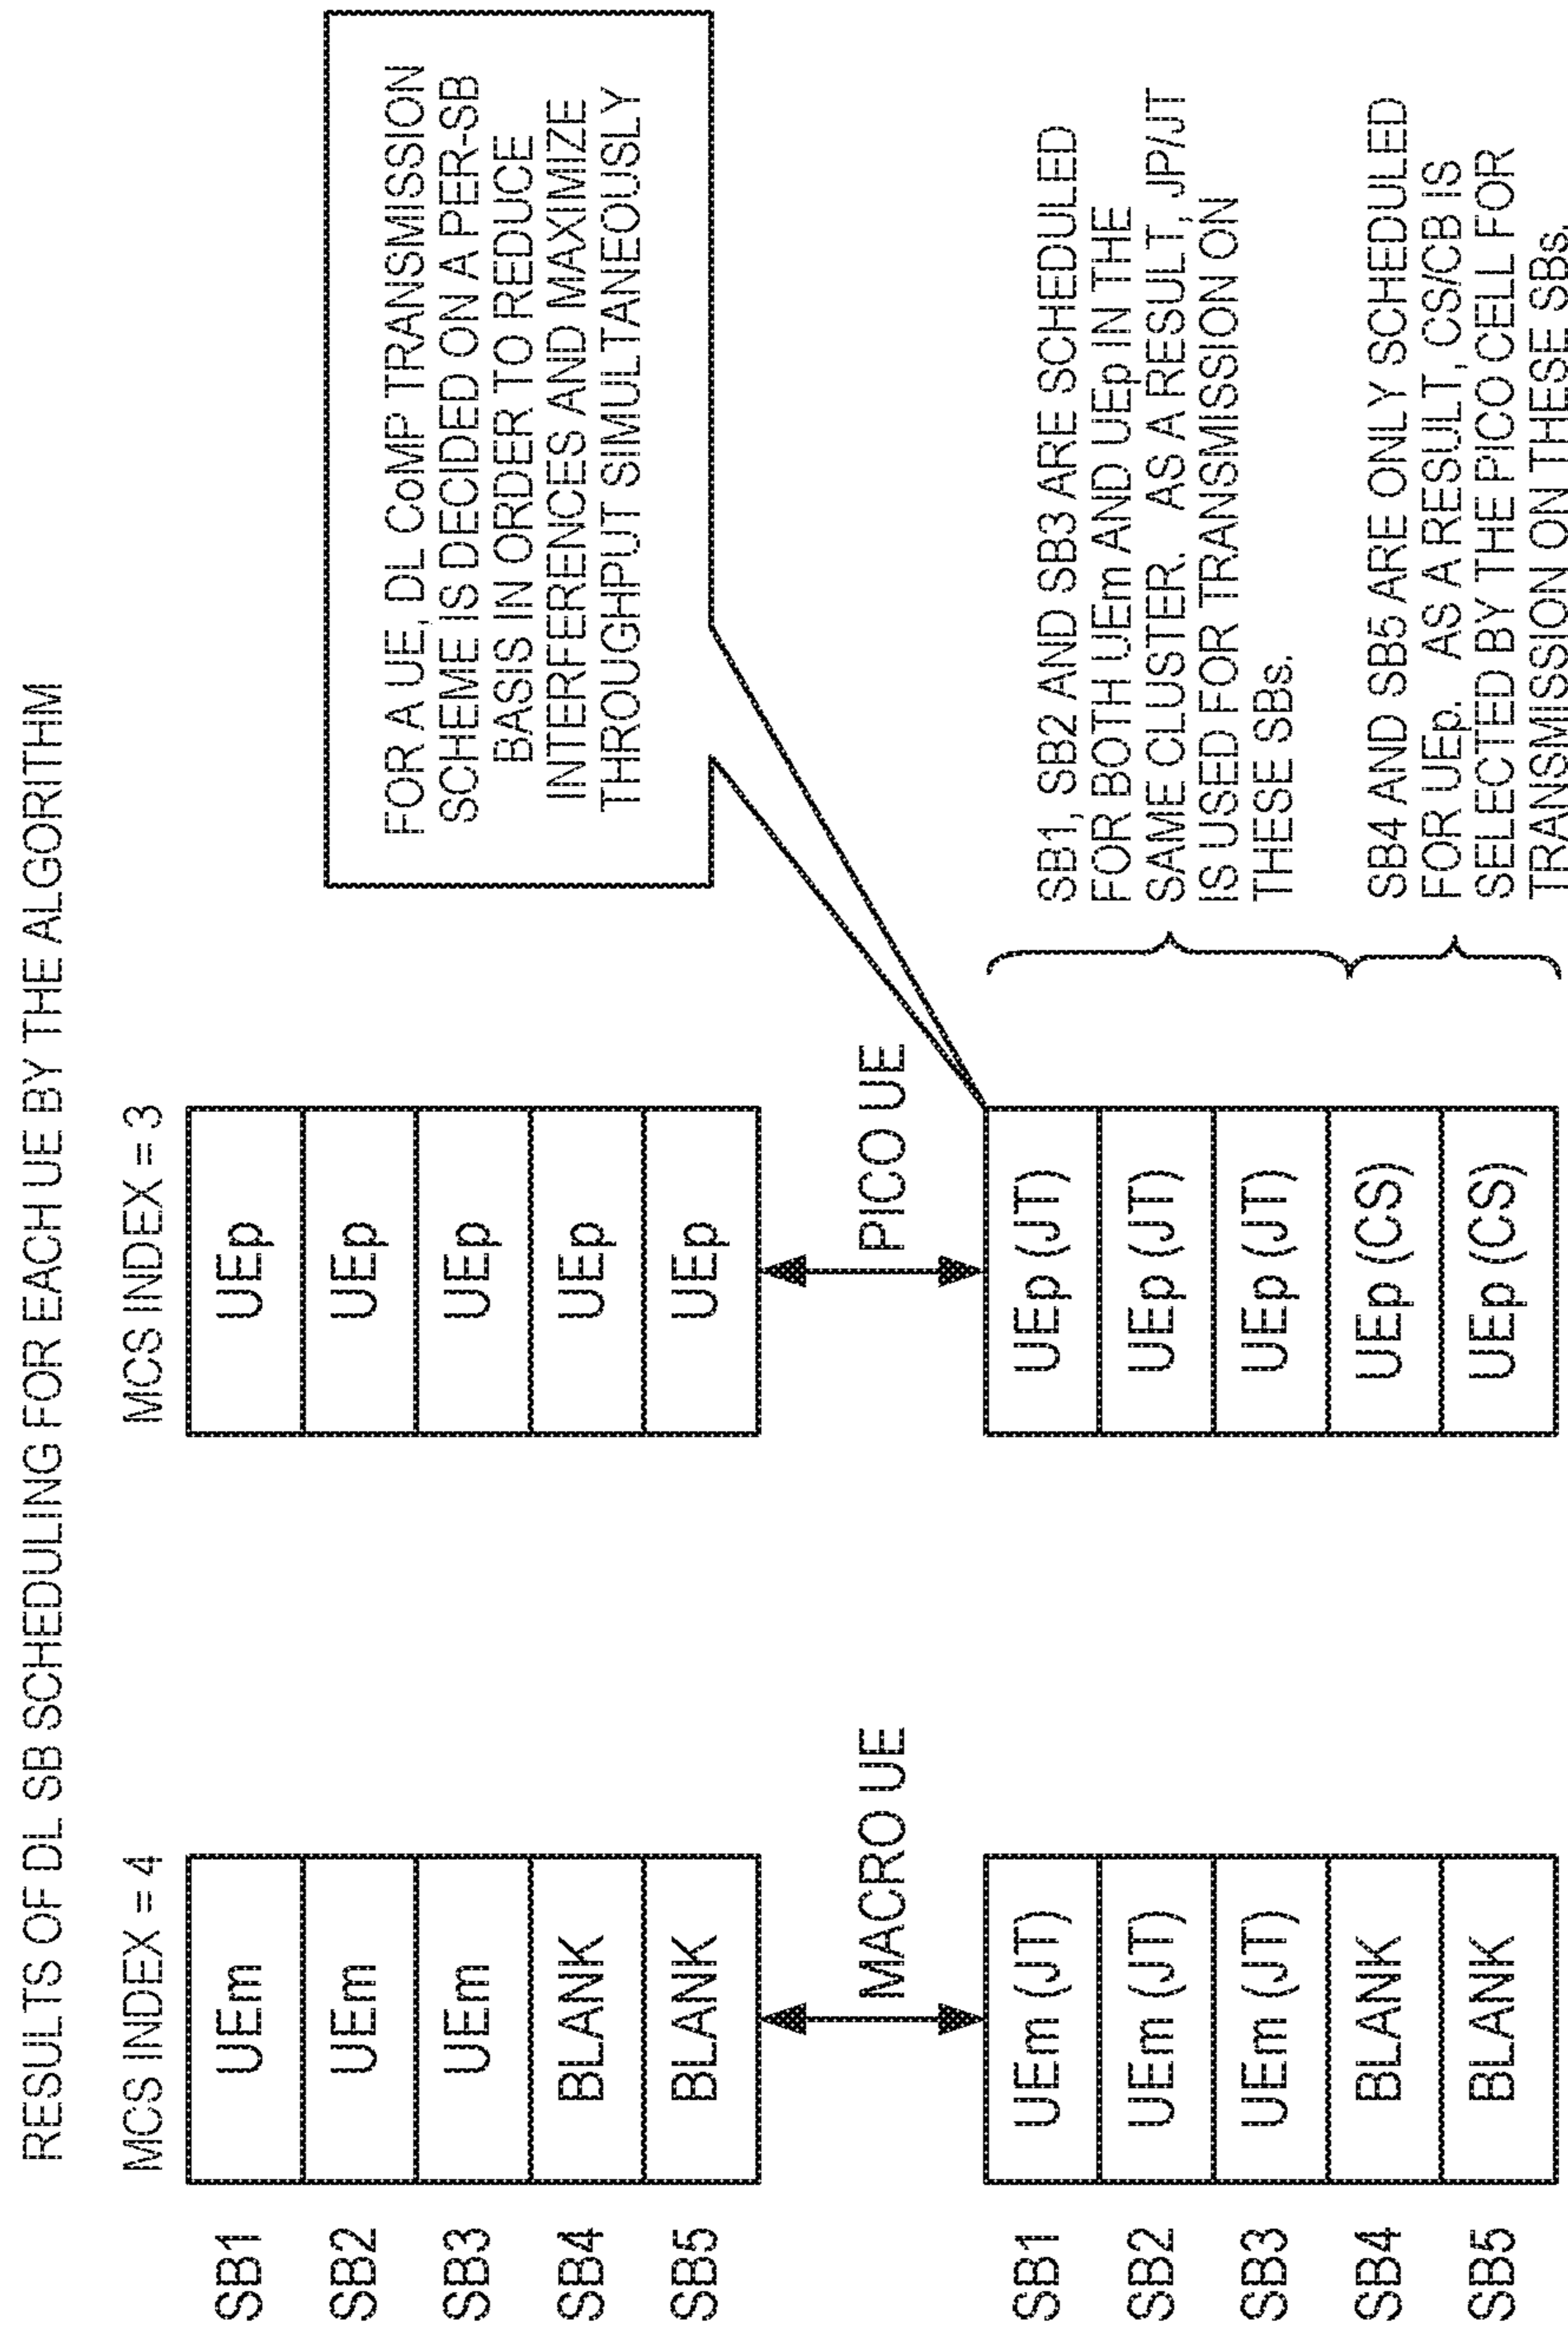 RESULTS OF DL SB SCHEDULING FOR EACH UE BY THE ALGORITHM
MCS INDEX = 4
MCS INDEX = 3
SB1
UEm
UEp
SB2
UEm
UEp
SB3
UEm
UEp
SB4
BLANK
UEp
SB5
BLANK
UEp
FOR A UE, DL CoMP TRANSMISSION
SCHEME IS DECIDED ON A PER-SB
BASIS IN ORDER TO REDUCE
INTERFERENCES AND MAXIMIZE
THROUGHPUT SIMULTANEOUSLY
MACRO UE
PICO UE
SB1
UEm (JT)
UEp (JT)
SB2
UEm (JT)
UEp (JT)
SB3
UEm (JT)
UEp (JT)
SB4
BLANK
UEp (CS)
SB5
BLANK
UEp (CS)
SB1, SB2 AND SB3 ARE SCHEDULED
FOR BOTH UEm AND UEp IN THE
SAME CLUSTER. AS A RESULT, JP/JT
IS USED FOR TRANSMISSION ON
THESE SBs.
SB4 AND SB5 ARE ONLY SCHEDULED
FOR UEp. AS A RESULT, CS/CB IS
SELECTED BY THE PICO CELL FOR
TRANSMISSION ON THESE SBs.